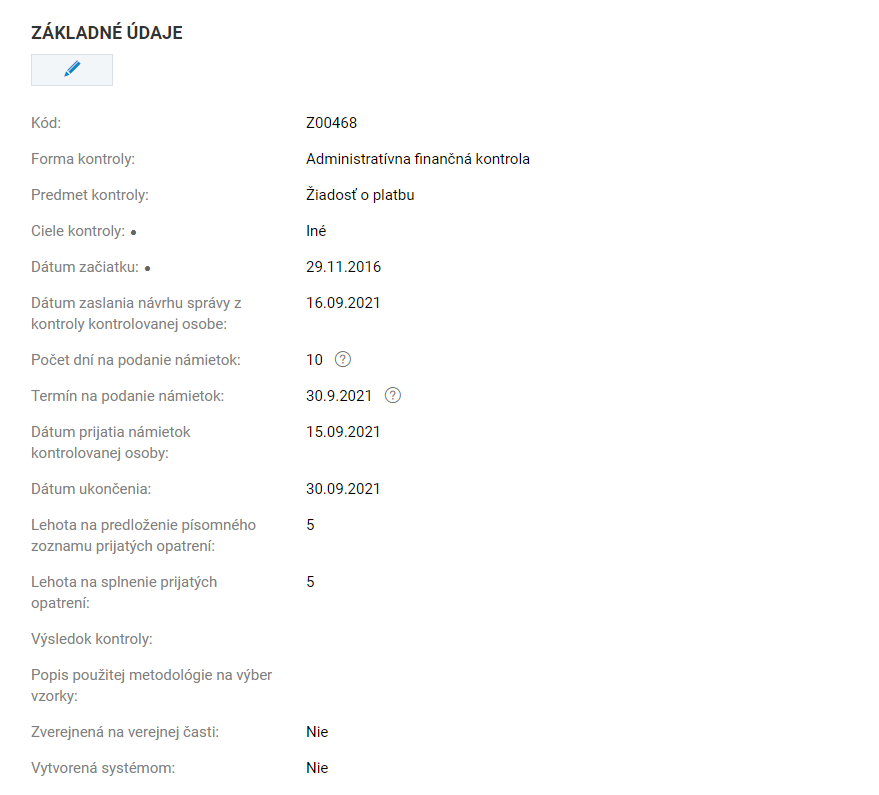 ZÁKLADNÉ ÚDAJE
Kód: Z00468
Forma kontroly: Administratívna finančná kontrola
Predmet kontroly: Žiadosť o platbu
Ciele kontroly: • Iné
Dátum začiatku: • 29.11.2016
Dátum zaslania návrhu správy z 16.09.2021
kontroly kontrolovanej osobe:
Počet dní na podanie námietok: 10 ?
Termín na podanie námietok: 30.9.2021 ?
Dátum prijatia námietok 15.09.2021
kontrolovanej osoby:
Dátum ukončenia: 30.09.2021
Lehota na predloženie písomného 5
zoznamu prijatých opatrení:
Lehota na splnenie prijatých 5
opatrení:
Výsledok kontroly:
Popis použitej metodológie na výber
vzorky:
Zverejnená na verejnej časti: Nie
Vytvorená systémom: Nie